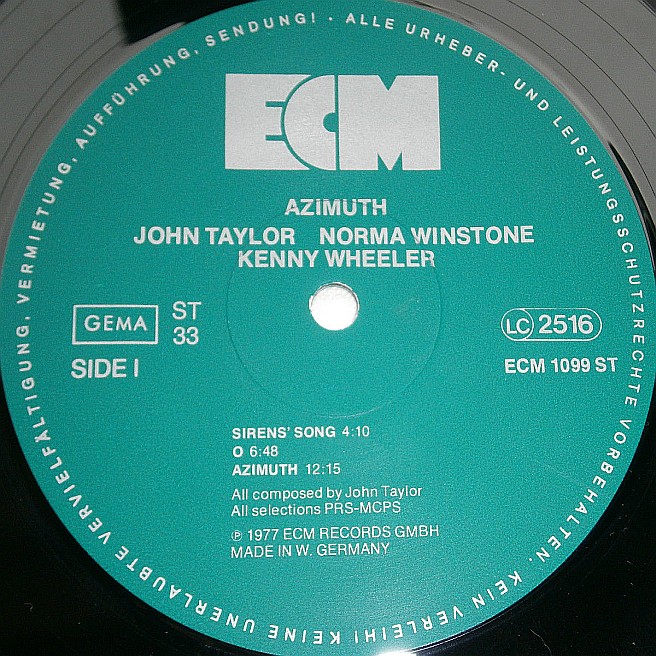 ECM
AZIMUTH
JOHN TAYLOR NORMA WINSTONE
KENNY WHEELER
GEMA
ST
33
SIDE I
LC 2516
ECM 1099 ST
SIRENS' SONG 4:10
O 6:48
AZIMUTH 12:15
All composed by John Taylor
All selections PRS-MCPS
℗ 1977 ECM RECORDS GMBH
MADE IN W. GERMANY
ALLE URHEBER- UND LEISTUNGSSCHUTZRECHTE VORBEHALTEN. KEIN VERLEIH! KEINE UNERLAUBTE VERVIELFÄLTIGUNG, VERMIETUNG, AUFFÜHRUNG, SENDUNG! ·